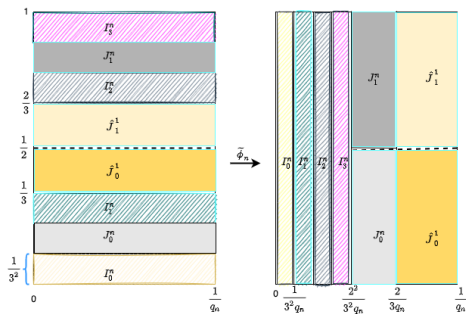 1
I_3^n
J_1^n
I_2^n
2/3
Ĵ_1^1
1/2
Ĵ_0^1
1/3
I_1^n
J_0^n
1/3^2
I_0^n
0
1/q_n
φ̄_n
I_0^n I_1^n I_2^n I_3^n
J_1^n
Ĵ_1^1
J_0^n
Ĵ_0^1
0
1/3^2 q_n
2^2/3^2 q_n
2/3q_n
1/q_n